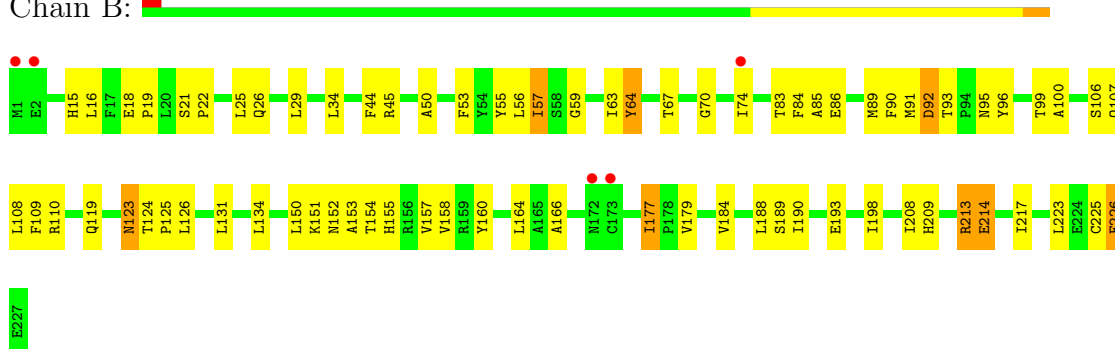 Chain B:
M1 E2 H15 L16 F17 E18 P19 L20 S21 P22 L25 Q26 L29 L34 F44 R45 A50 F53 Y54 Y55 L56 I57 S58 G59 I63 Y64 T67 G70 I74 T83 F84 A85 E86 M89 F90 M91 D92 T93 P94 N95 Y96 T99 A100 S106 Q107
L108 F109 R110 Q119 N123 T124 P125 L126 L131 L134 L150 K151 N152 A153 T154 H155 R156 V157 V158 R159 Y160 L164 A165 A166 N172 C173 I177 P178 V179 V184 L188 S189 I190 E193 I198 I208 H209 R213 E214 I217 L223 E224 C225
E227